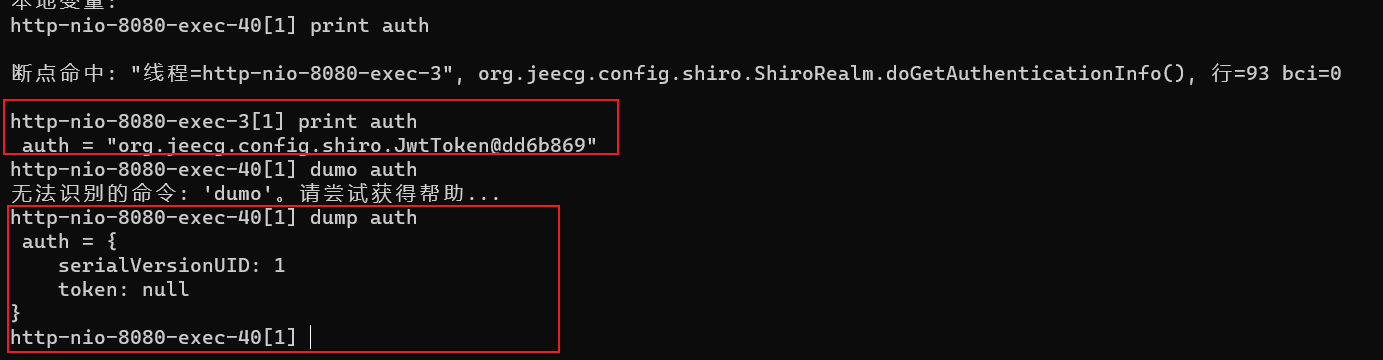 本地变量:
http-nio-8080-exec-40[1] print auth
断点命中: "线程=http-nio-8080-exec-3", org.jeecg.config.shiro.ShiroRealm.doGetAuthenticationInfo(), 行=93 bci=0
http-nio-8080-exec-3[1] print auth
auth = "org.jeecg.config.shiro.JwtToken@dd6b869"
http-nio-8080-exec-40[1] dumo auth
无法识别的命令: 'dumo'。请尝试获得帮助...
http-nio-8080-exec-40[1] dump auth
auth = {
serialVersionUID: 1
token: null
}
http-nio-8080-exec-40[1]